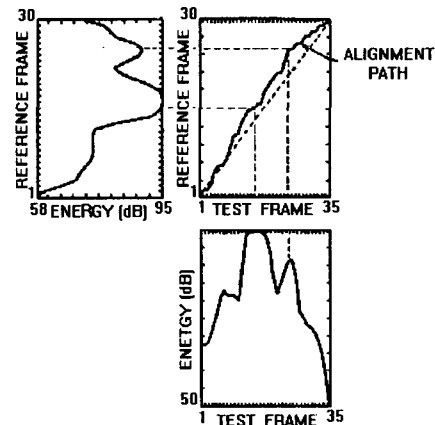 30
REFERENCE FRAME
1
58 ENERGY (dB) 95
30
REFERENCE FRAME
1
1 TEST FRAME 35
ALIGNMENT
PATH
ENETGY (dB)
50
1 TEST FRAME 35